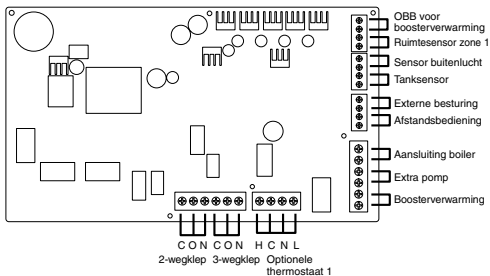 OBB voor
boosterverwarming
Ruimtesensor zone 1
Sensor buitenlucht
Tanksensor
Externe besturing
Afstandsbediening
Aansluiting boiler
Extra pomp
Boosterverwarming
C O N C O N H C N L
2-wegklep 3-wegklep Optionele
thermostaat 1